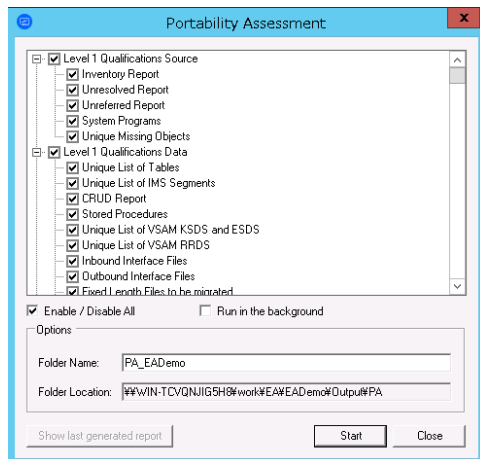 Portability Assessment
x
Level 1 Qualifications Source
Inventory Report
Unresolved Report
Unreferred Report
System Programs
Unique Missing Objects
Level 1 Qualifications Data
Unique List of Tables
Unique List of IMS Segments
CRUD Report
Stored Procedures
Unique List of VSAM KSDS and ESDS
Unique List of VSAM RRDS
Inbound Interface Files
Outbound Interface Files
Fixed Length Files to be migrated
Enable / Disable All Run in the background
Options
Folder Name: PA_EADemo
Folder Location: ¥¥WIN-TCVQNJIG5H8¥work¥EA¥EADemo¥Output¥PA
Show last generated report Start Close